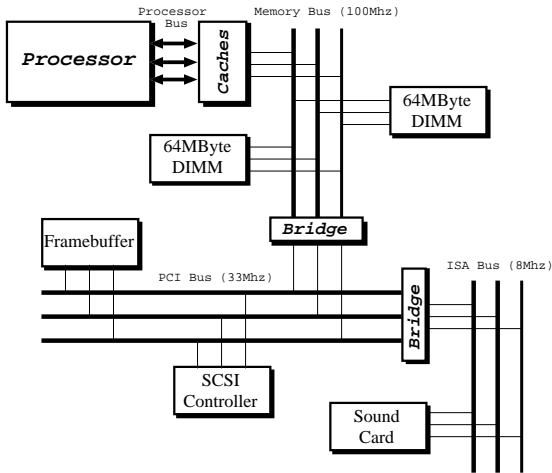 Processor
Bus
Memory Bus (100Mhz)
Processor
Caches
64MByte
DIMM
64MByte
DIMM
Bridge
Framebuffer
PCI Bus (33Mhz)
ISA Bus (8Mhz)
Bridge
SCSI
Controller
Sound
Card